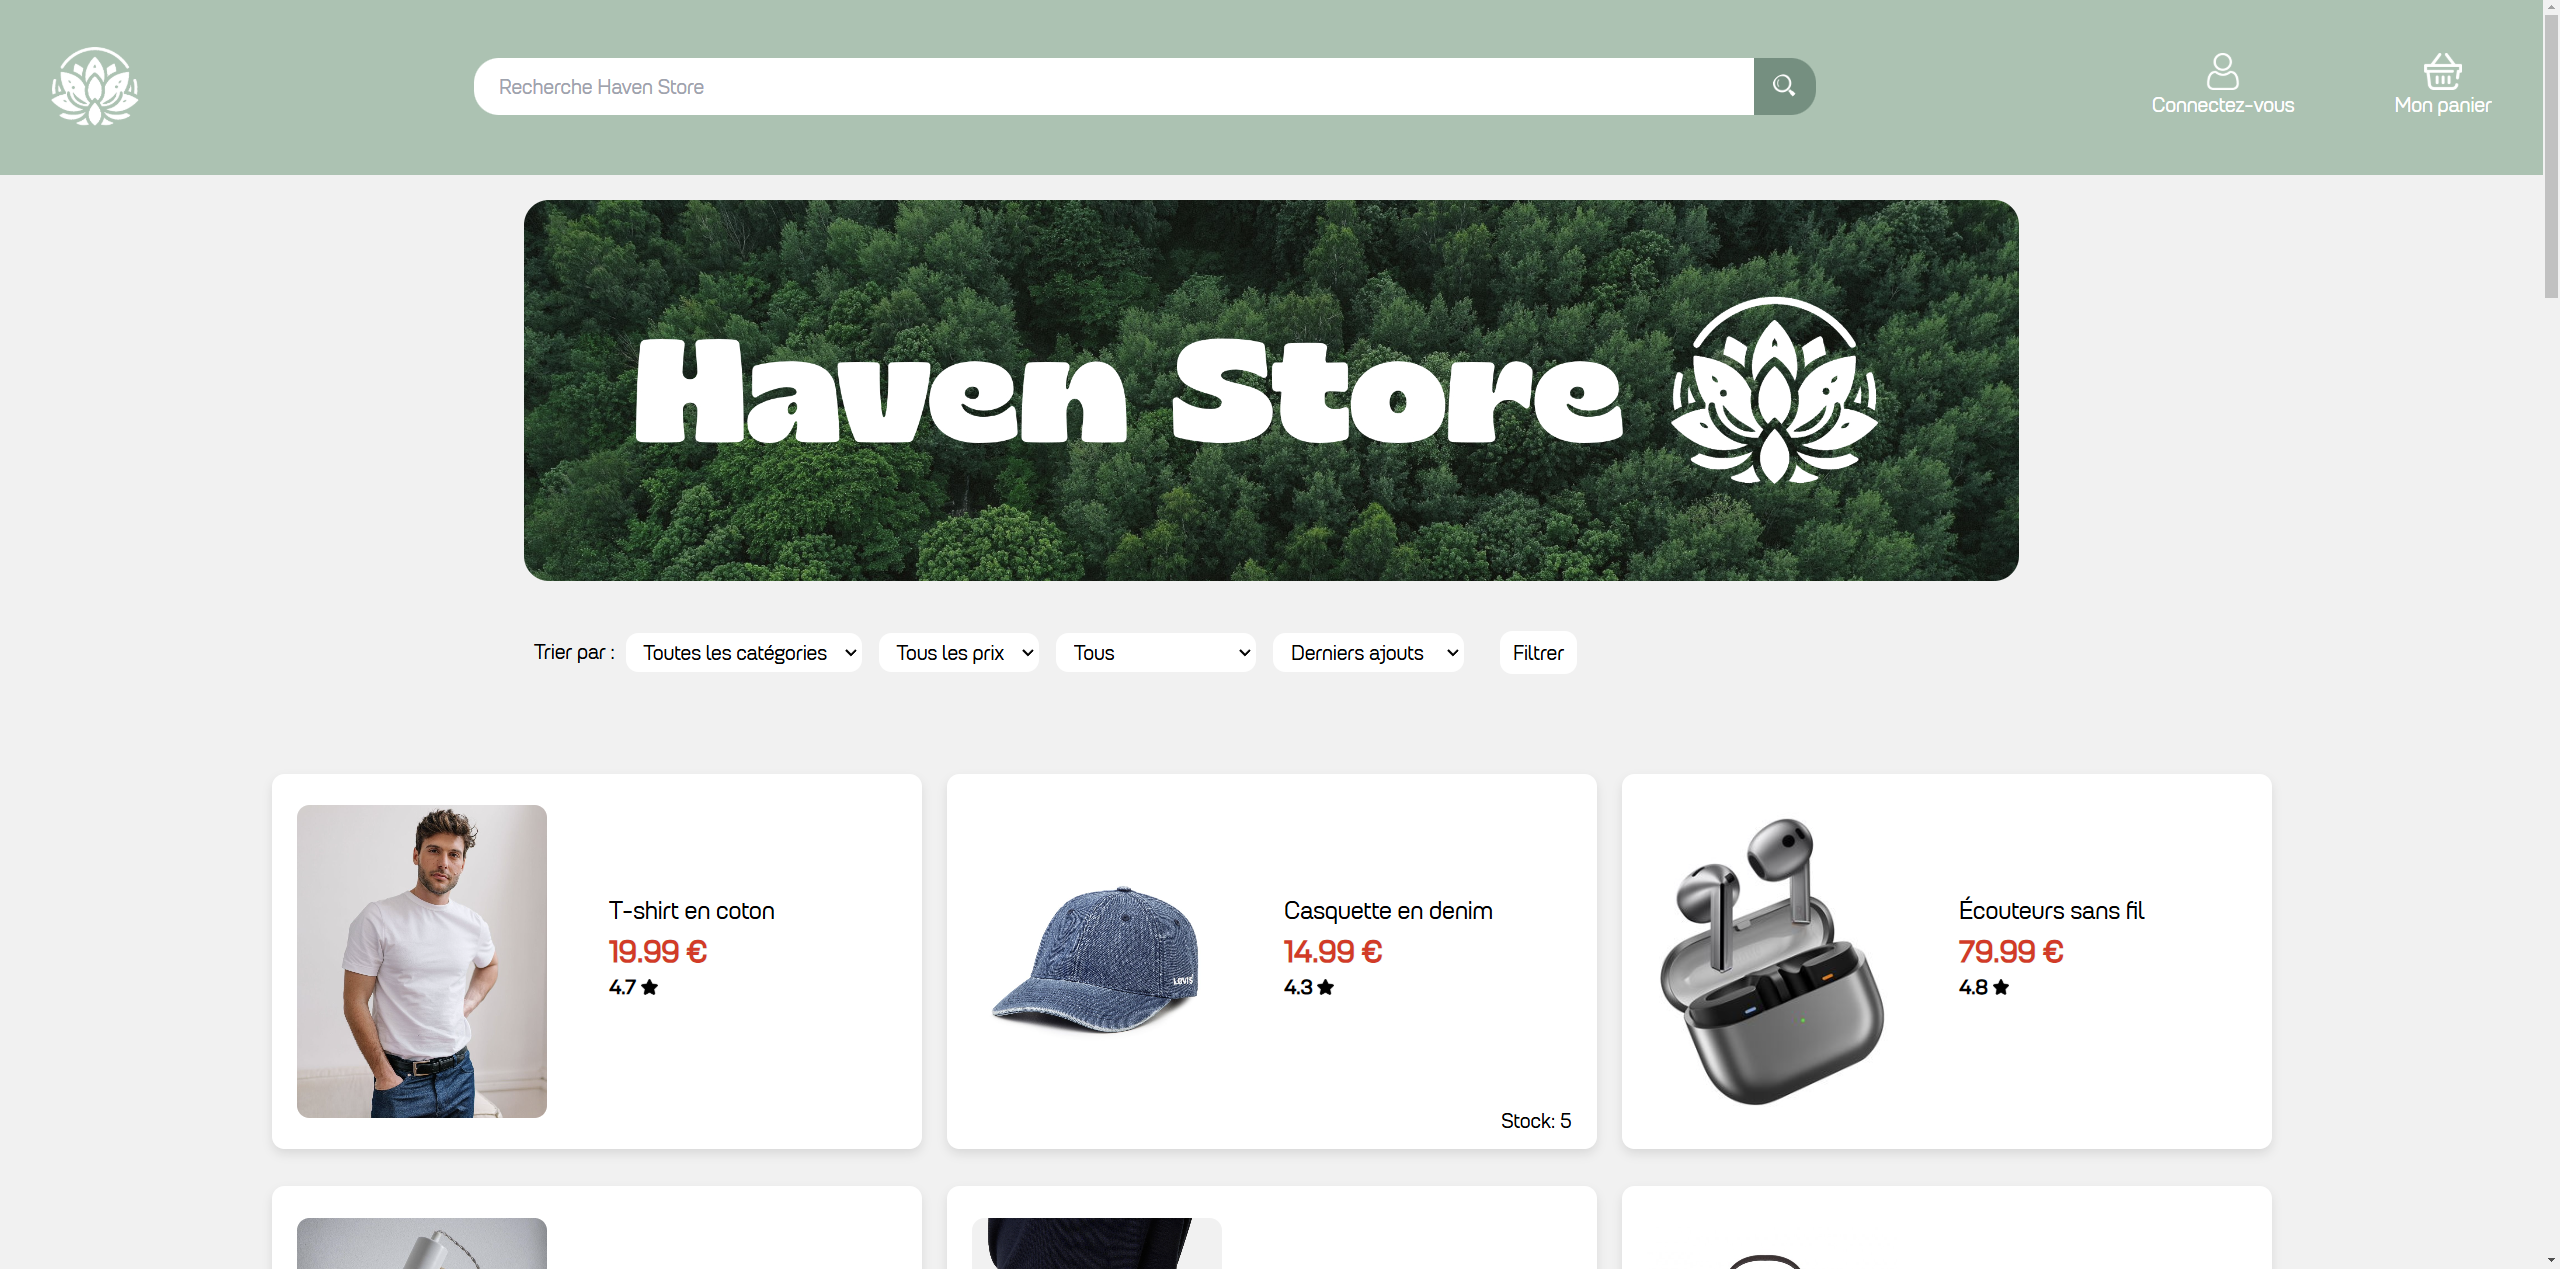 Recherche Haven Store
Connectez-vous
Mon panier
Haven Store
Trier par :
Toutes les catégories
Tous les prix
Tous
Derniers ajouts
Filtrer
T-shirt en coton
19.99 €
4.7
LEVI'S
Casquette en denim
14.99 €
4.3
Stock: 5
Écouteurs sans fil
79.99 €
4.8